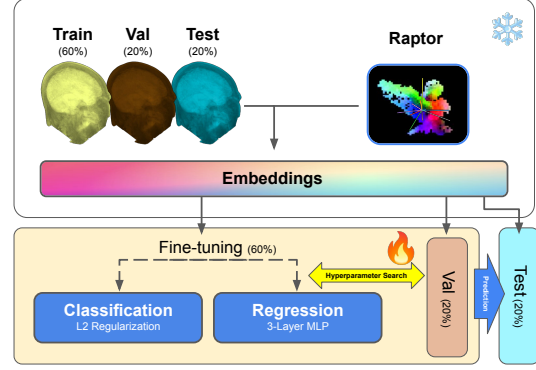 Train
(60%)
Val
(20%)
Test
(20%)
Raptor
Embeddings
Fine-tuning (60%)
Hyperparameter Search
Classification
L2 Regularization
Regression
3-Layer MLP
Val
(20%)
Prediction
Test
(20%)